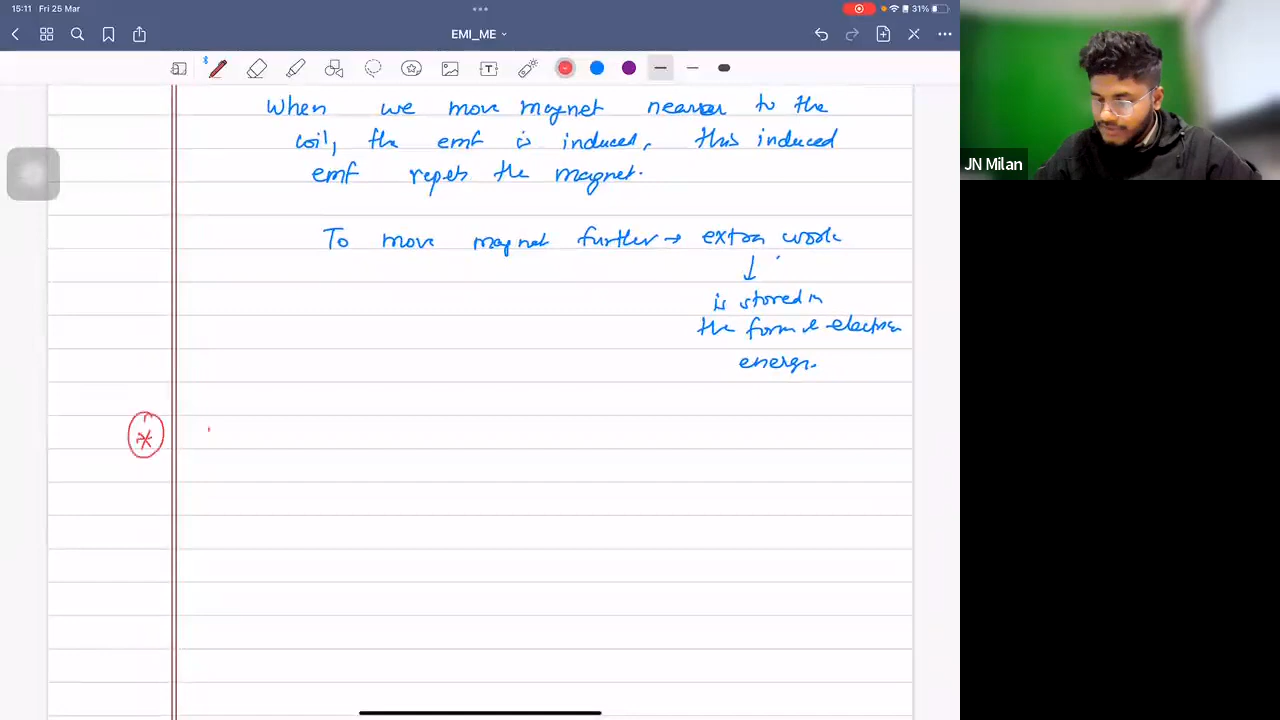 15:11 Fri 25 Mar
31%
EMI_ME
When we move magnet nearer to the
coil, the emf is induced, this induced
emf repels the magnet.
To move magnet further → extra work
↓
is stored in
the form of electrical
energy.
*
JN Milan